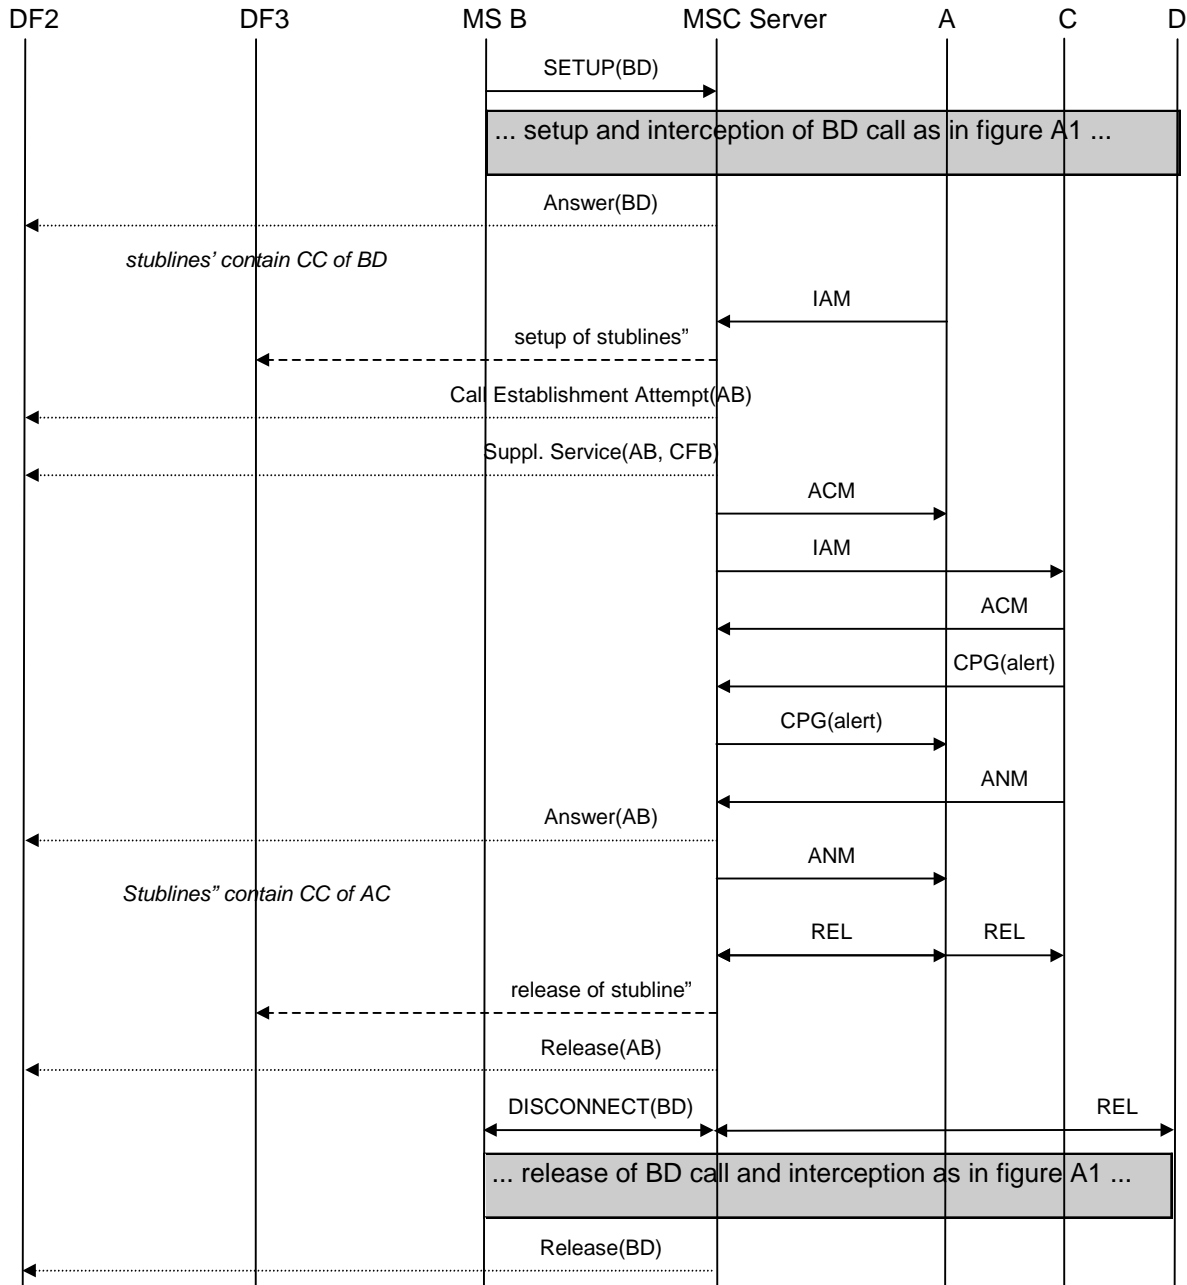 DF2 DF3 MS B MSC Server A C D
SETUP(BD)
... setup and interception of BD call as in figure A1 ...
Answer(BD)
stublines’ contain CC of BD
IAM
setup of stublines”
Call Establishment Attempt(AB)
Suppl. Service(AB, CFB)
ACM
IAM
ACM
CPG(alert)
CPG(alert)
ANM
Answer(AB)
ANM
Stublines” contain CC of AC
REL REL
release of stubline”
Release(AB)
DISCONNECT(BD) REL
... release of BD call and interception as in figure A1 ...
Release(BD)